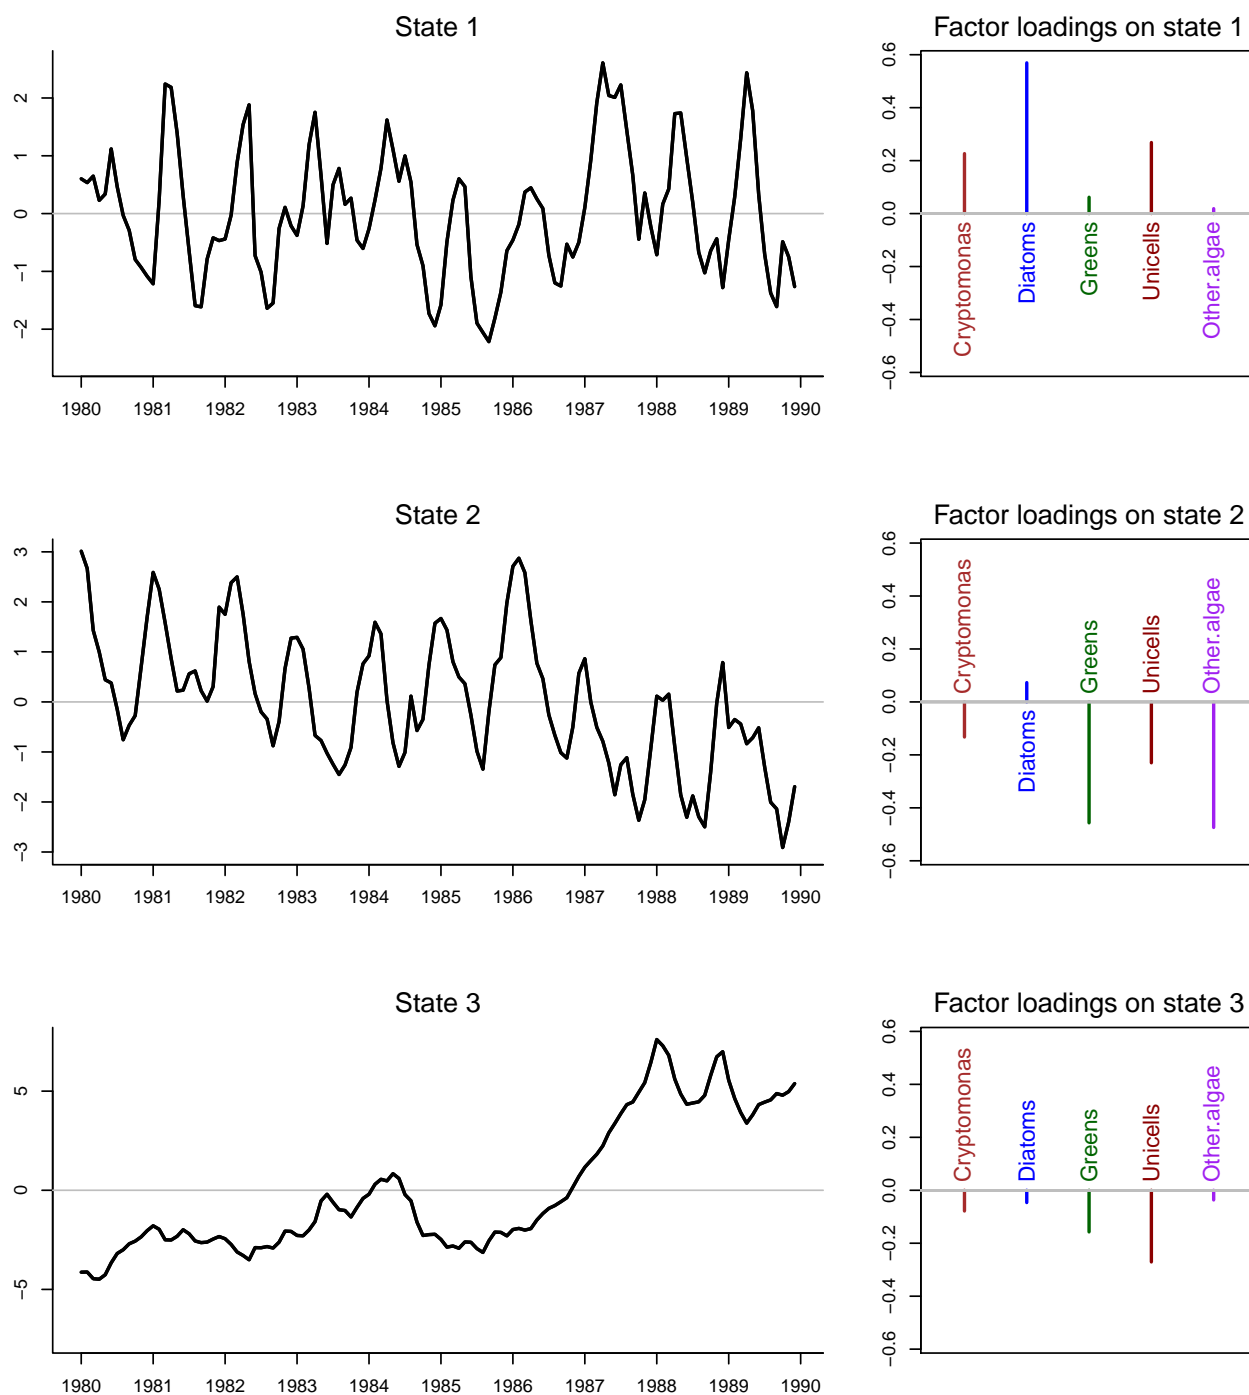 State 1
2
1
0
−1
−2
1980 1981 1982 1983 1984 1985 1986 1987 1988 1989 1990
Factor loadings on state 1
0.6
0.4
0.2
0.0
−0.2
−0.4
−0.6
Cryptomonas
Diatoms
Greens
Unicells
Other.algae
State 2
3
2
1
0
−1
−2
−3
1980 1981 1982 1983 1984 1985 1986 1987 1988 1989 1990
Factor loadings on state 2
0.6
0.4
0.2
0.0
−0.2
−0.4
−0.6
Cryptomonas
Diatoms
Greens
Unicells
Other.algae
State 3
5
0
−5
1980 1981 1982 1983 1984 1985 1986 1987 1988 1989 1990
Factor loadings on state 3
0.6
0.4
0.2
0.0
−0.2
−0.4
−0.6
Cryptomonas
Diatoms
Greens
Unicells
Other.algae